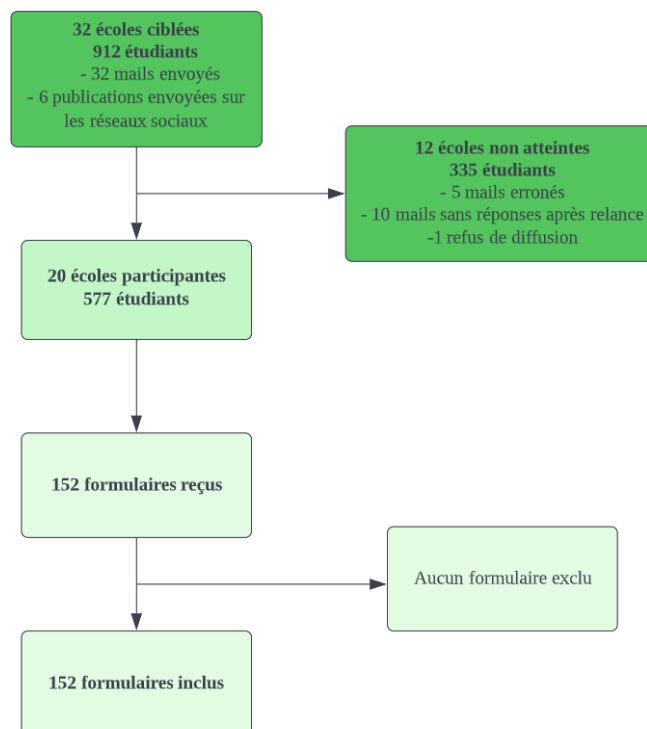 32 écoles ciblées
912 étudiants
- 32 mails envoyés
- 6 publications envoyées sur
les réseaux sociaux
12 écoles non atteintes
335 étudiants
- 5 mails erronés
- 10 mails sans réponses après relance
-1 refus de diffusion
20 écoles participantes
577 étudiants
152 formulaires reçus
Aucun formulaire exclu
152 formulaires inclus